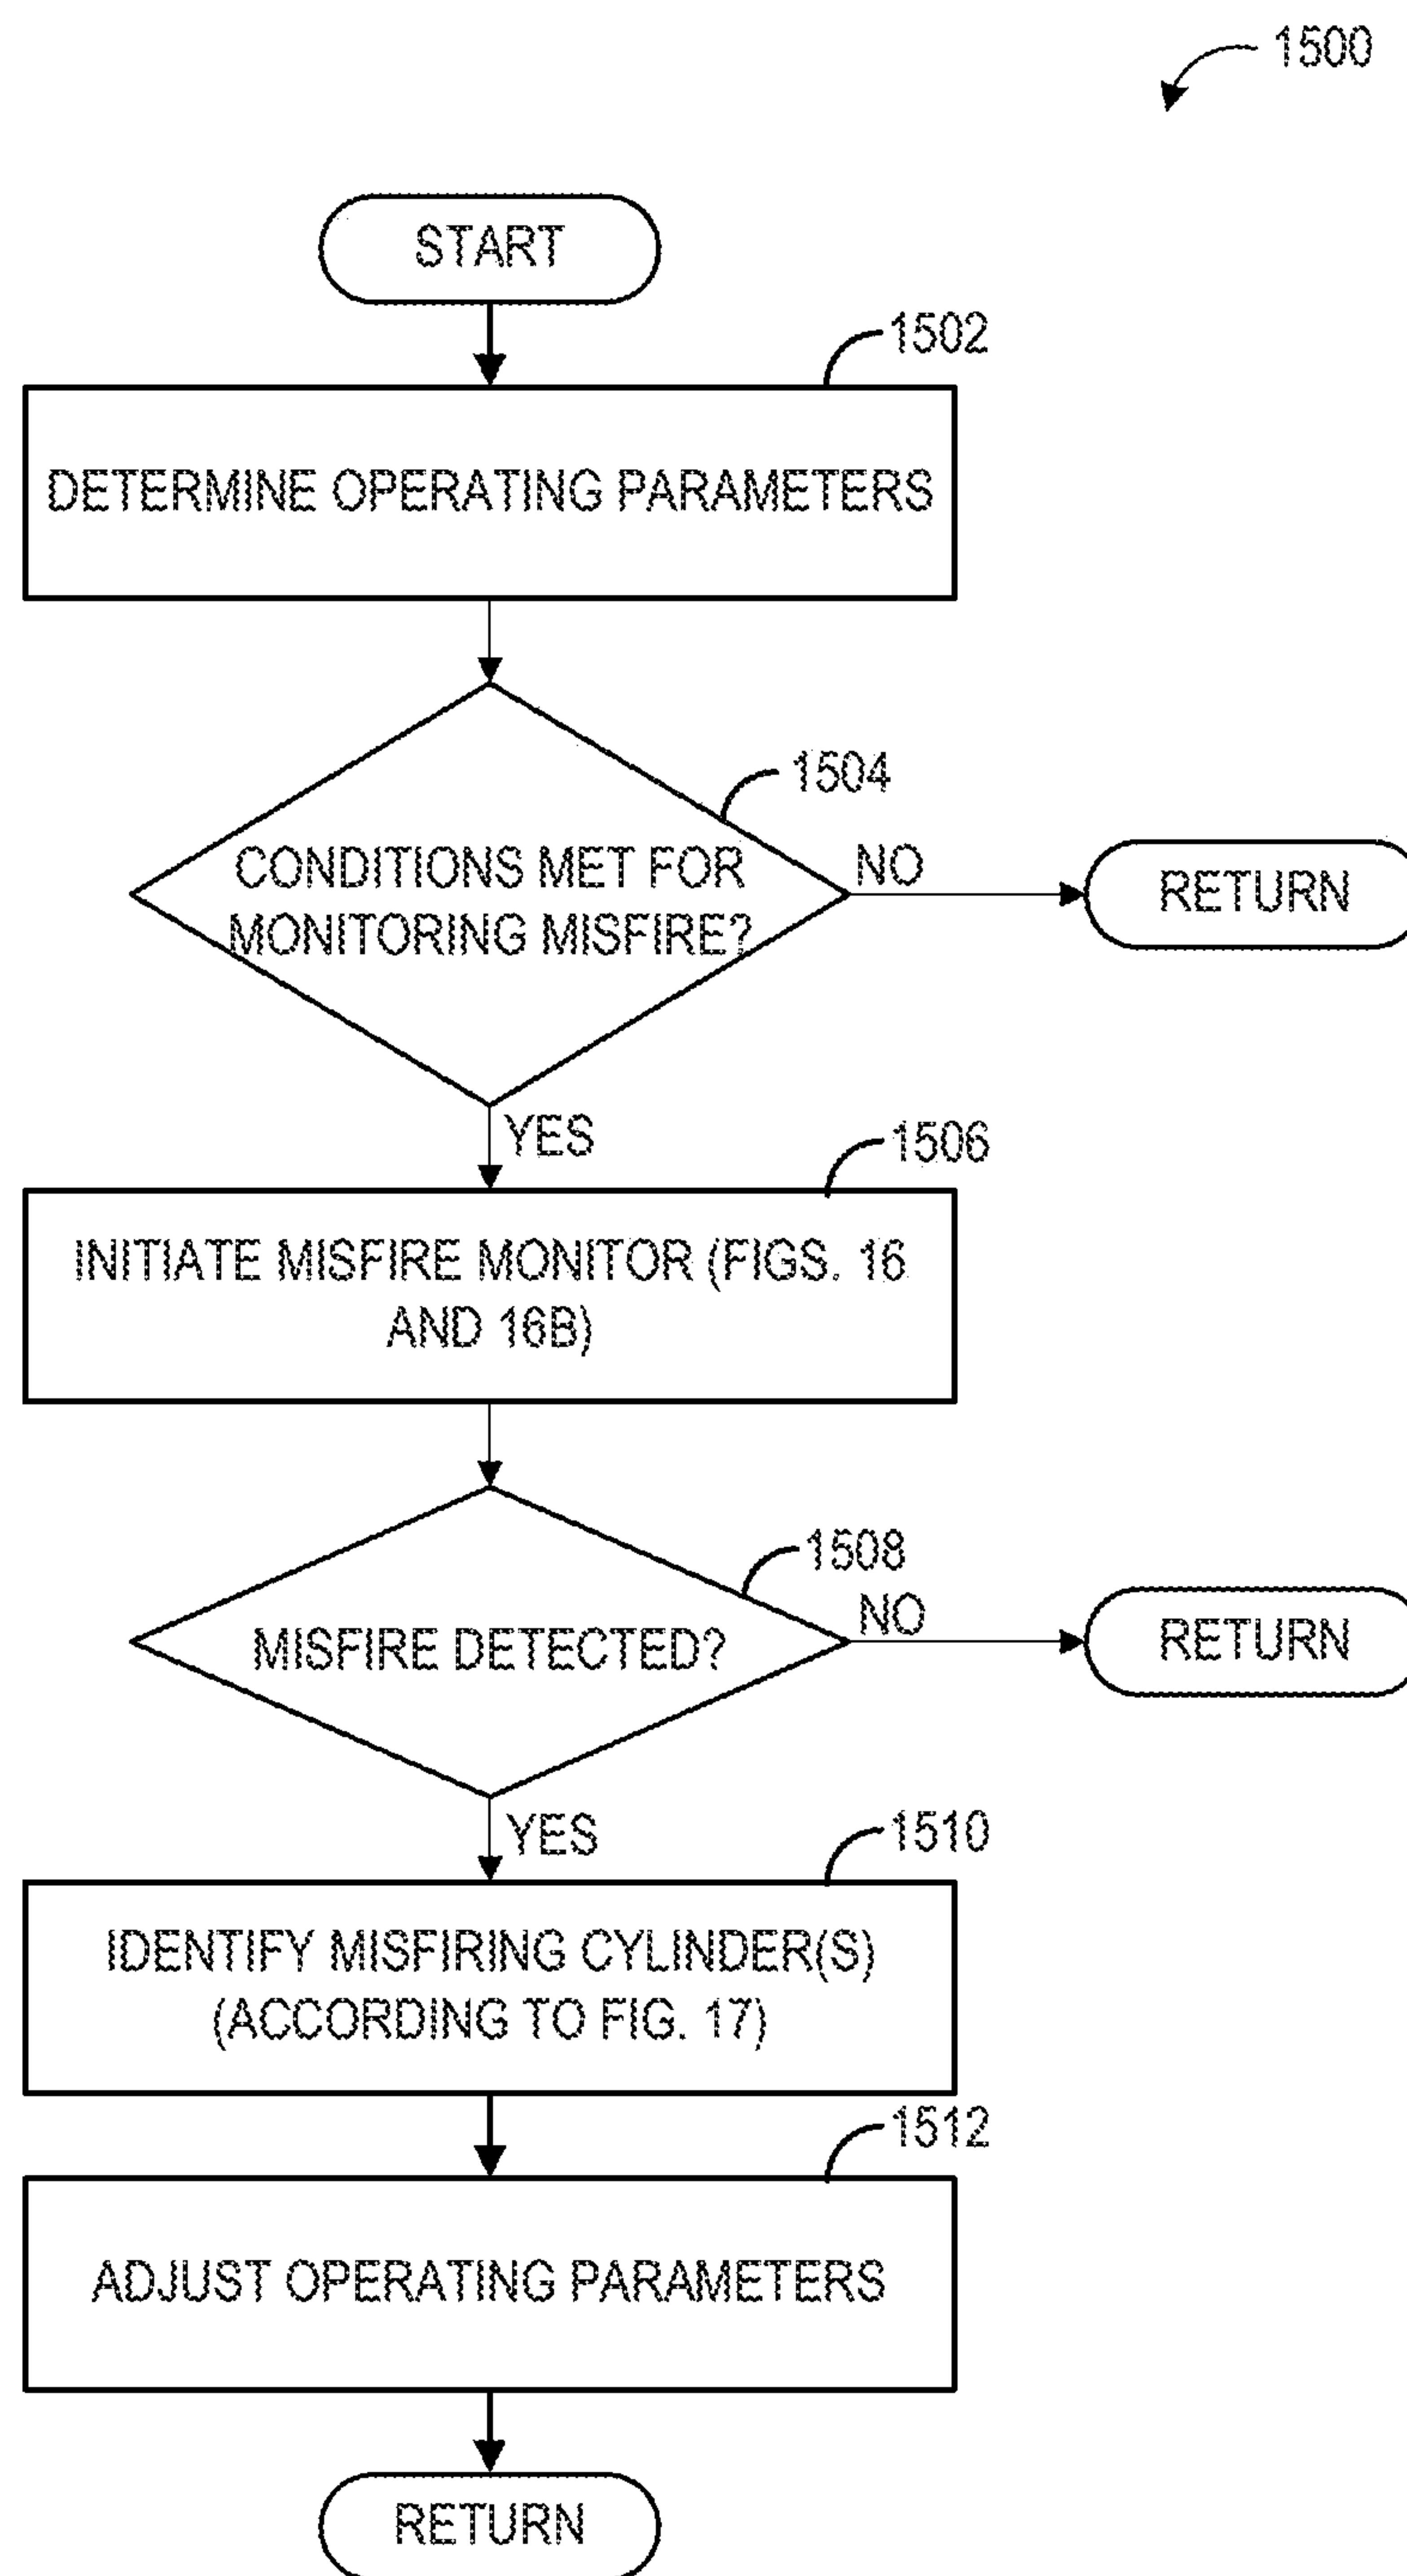 1500
START
1502
DETERMINE OPERATING PARAMETERS
1504
CONDITIONS MET FOR
MONITORING MISFIRE?
NO
RETURN
YES
1506
INITIATE MISFIRE MONITOR (FIGS. 16
AND 16B)
1508
MISFIRE DETECTED?
NO
RETURN
YES
1510
IDENTIFY MISFIRING CYLINDER(S)
(ACCORDING TO FIG. 17)
1512
ADJUST OPERATING PARAMETERS
RETURN